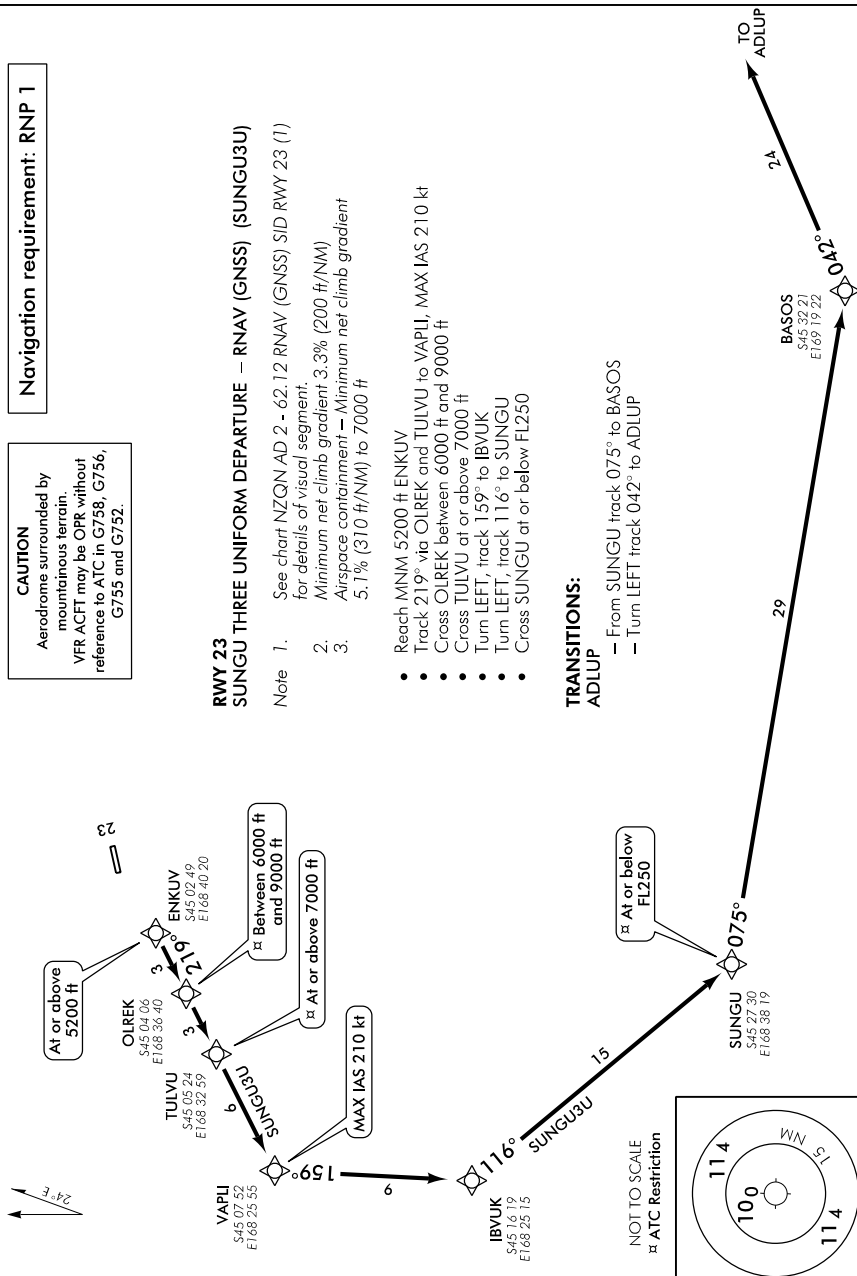 Navigation requirement: RNP 1
CAUTION
Aerodrome surrounded by
mountainous terrain.
VFR ACFT may be OPR without
reference to ATC in G758, G756,
G755 and G752.
RWY 23
SUNGU THREE UNIFORM DEPARTURE – RNAV (GNSS) (SUNGU3U)
Note 1. See chart NZQN AD 2 - 62.12 RNAV (GNSS) SID RWY 23 (1)
for details of visual segment.
2. Minimum net climb gradient 3.3% (200 ft/NM)
3. Airspace containment – Minimum net climb gradient
5.1% (310 ft/NM) to 7000 ft
• Reach MNM 5200 ft ENKUV
• Track 219° via OLREK and TULVU to VAPLI, MAX IAS 210 kt
• Cross OLREK between 6000 ft and 9000 ft
• Cross TULVU at or above 7000 ft
• Turn LEFT, track 159° to IBVUK
• Turn LEFT, track 116° to SUNGU
• Cross SUNGU at or below FL250
TRANSITIONS:
ADLUP
– From SUNGU track 075° to BASOS
– Turn LEFT track 042° to ADLUP
24°E
23
At or above
5200 ft
ENKUV
S45 02 49
E168 40 20
3
219°
OLREK
S45 04 06
E168 36 40
¤ Between 6000 ft
and 9000 ft
3
TULVU
S45 05 24
E168 32 59
¤ At or above 7000 ft
6
SUNGU3U
VAPLI
S45 07 52
E168 25 55
MAX IAS 210 kt
159°
9
IBVUK
S45 16 19
E168 25 15
116°
SUNGU3U
15
¤ At or below
FL250
SUNGU
S45 27 30
E168 38 19
075°
29
BASOS
S45 32 21
E169 19 22
042°
24
TO
ADLUP
NOT TO SCALE
¤ ATC Restriction
11 4
10 0
15 NM
11 4